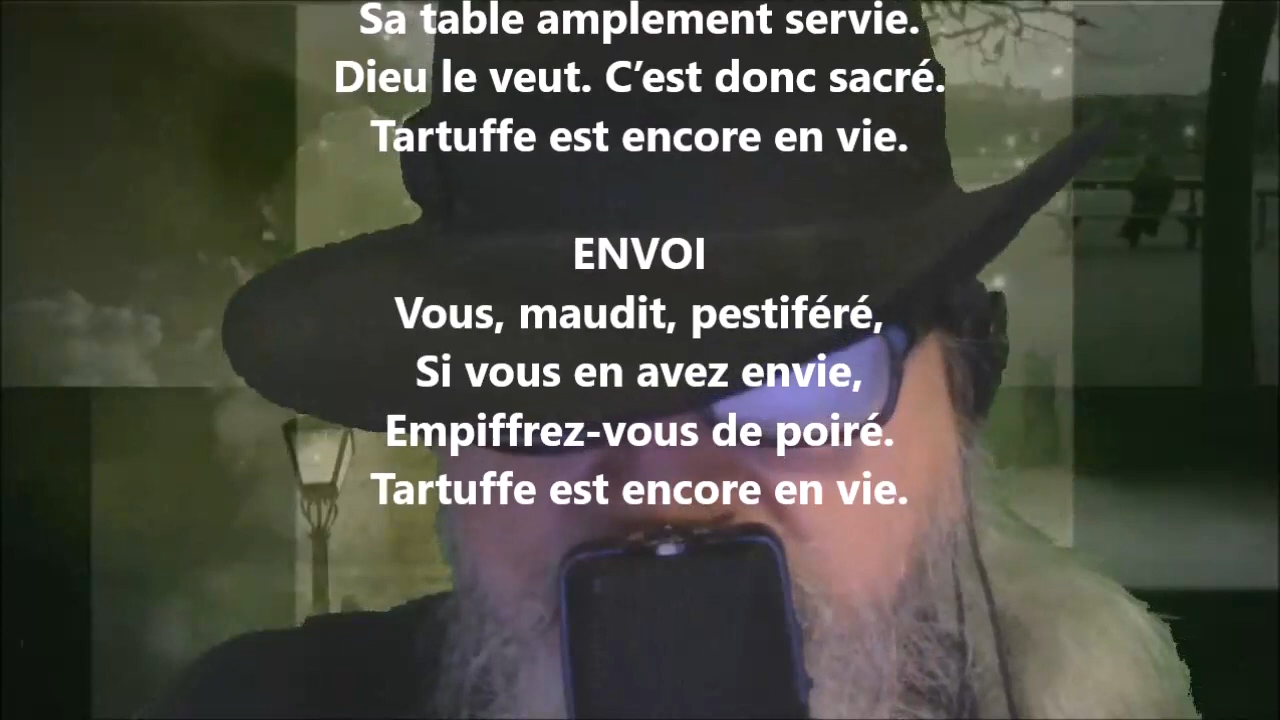 Sa table amplement servie.
Dieu le veut. C’est donc sacré.
Tartuffe est encore en vie.
ENVOI
Vous, maudit, pestiféré,
Si vous en avez envie,
Empiffrez-vous de poiré.
Tartuffe est encore en vie.